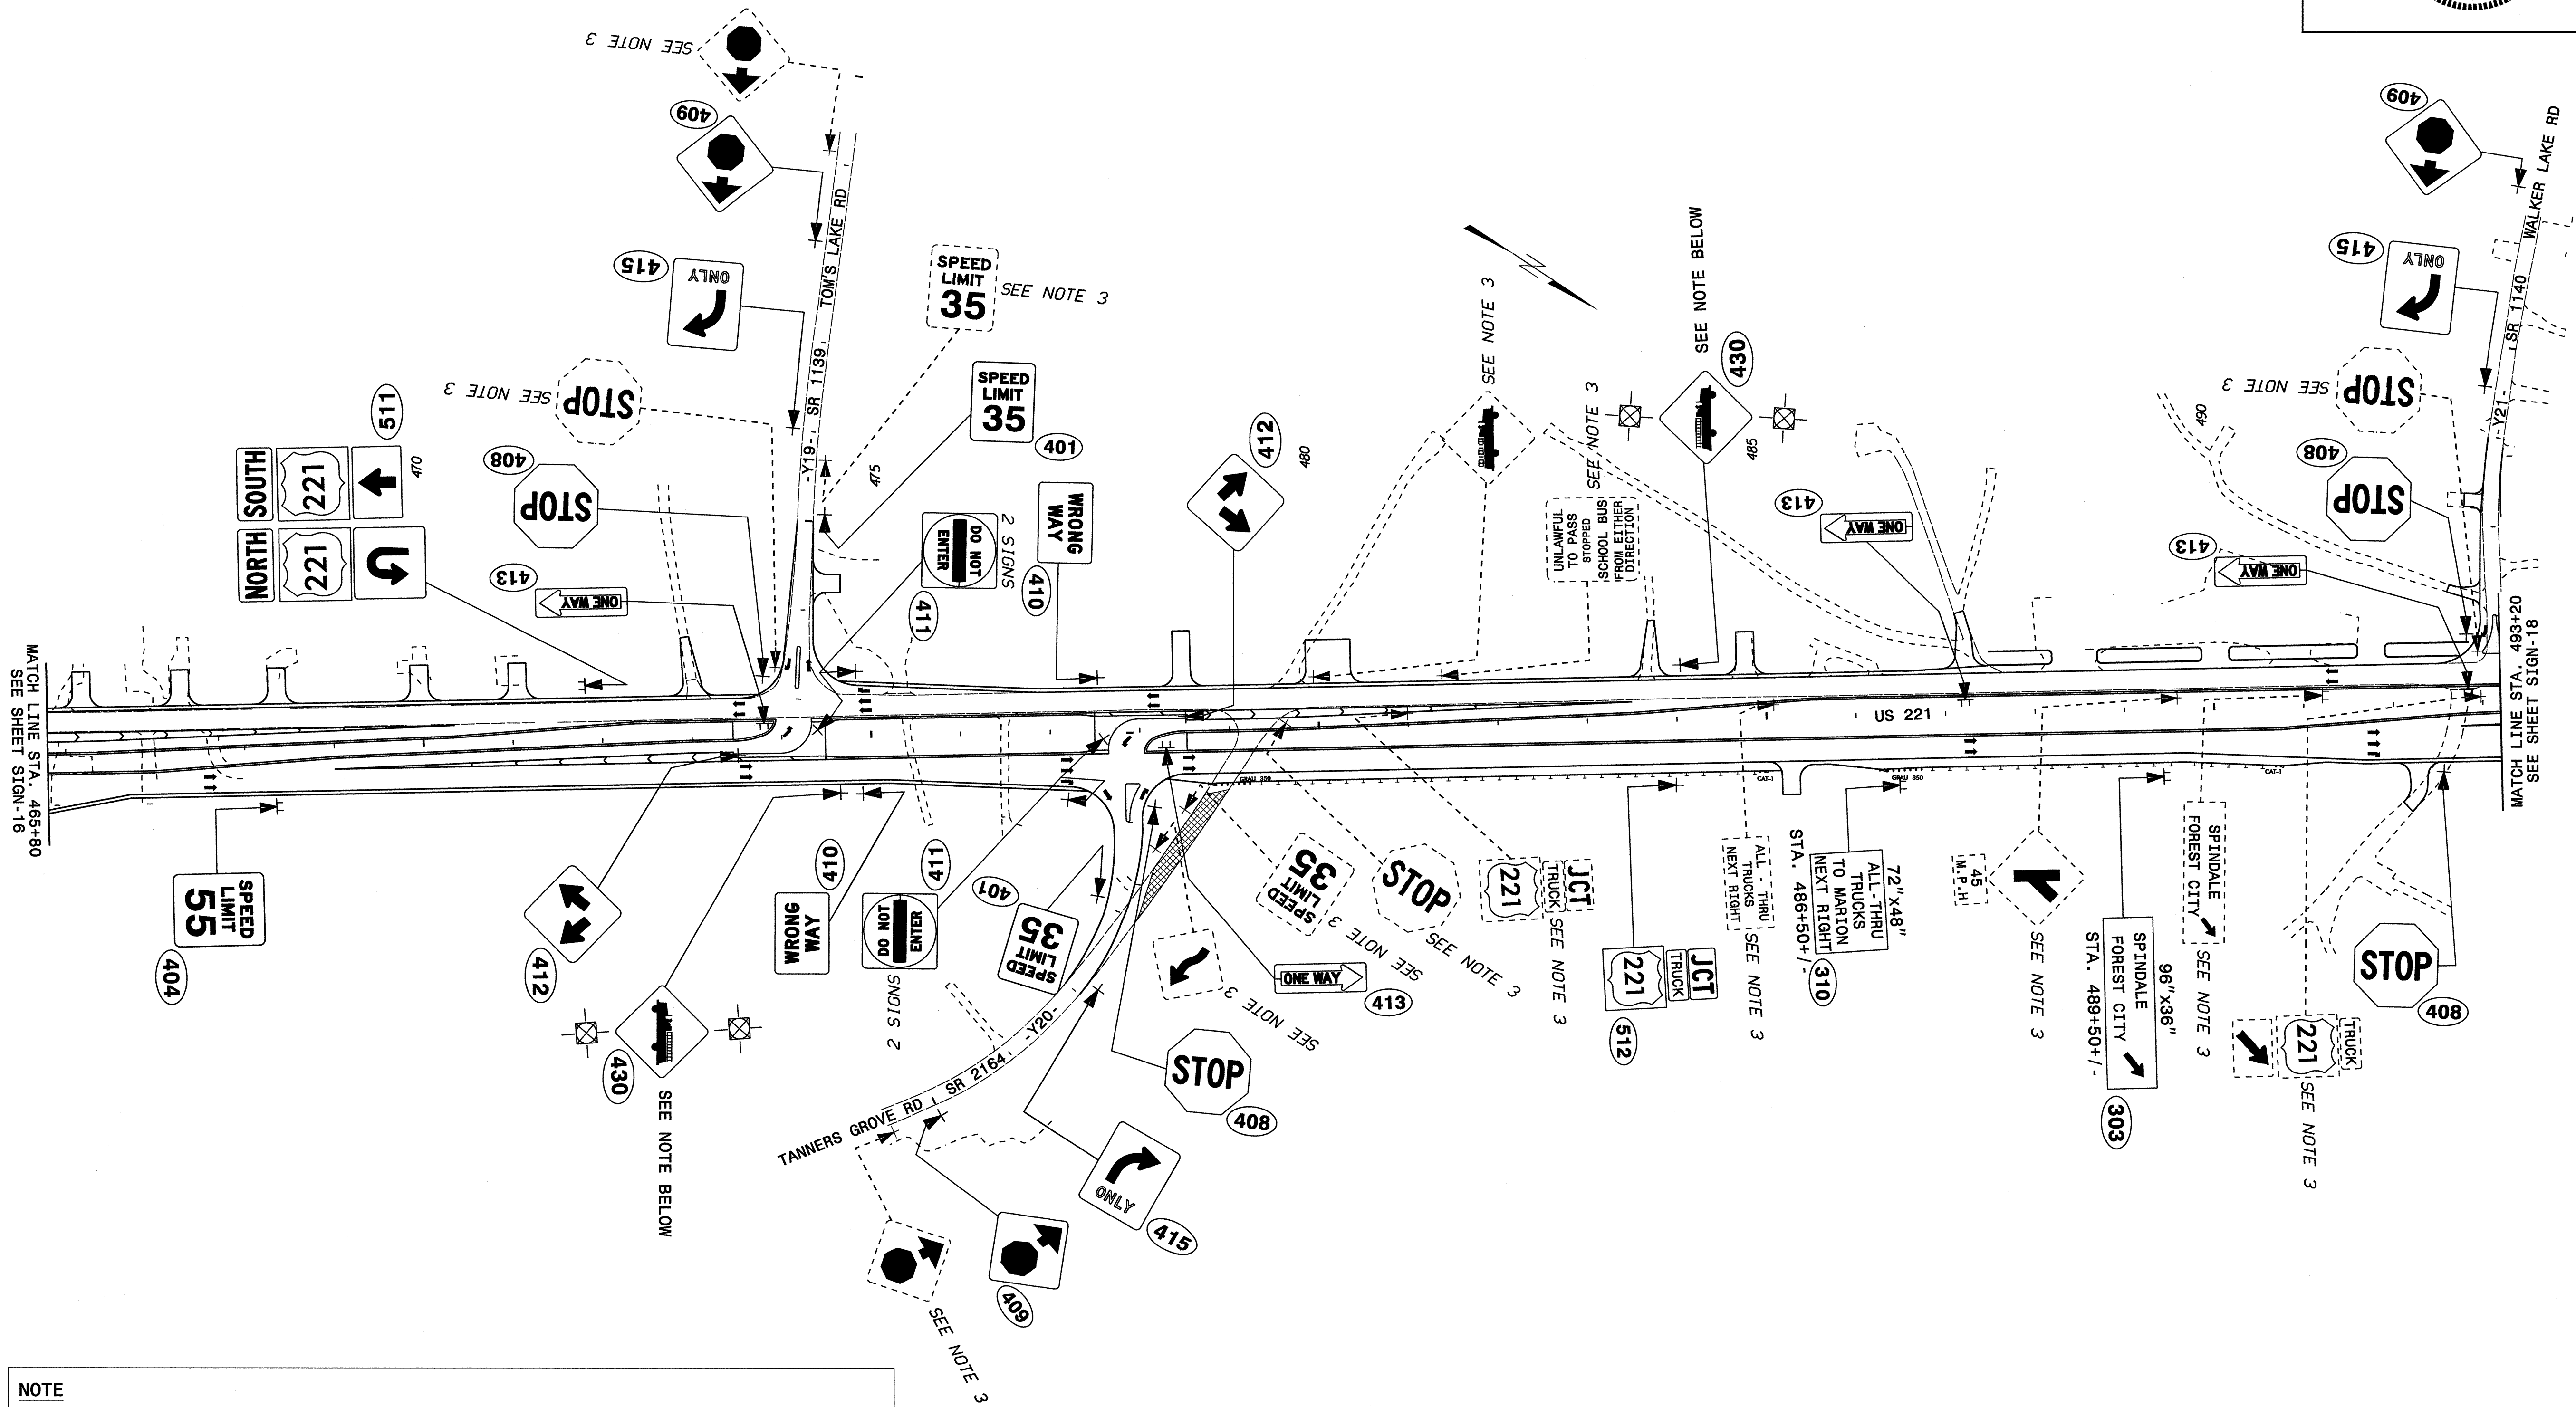 SEE NOTE 3
409
415
ONLY
TOM'S LAKE RD
SR 1139
-Y19-
SPEED
LIMIT
35
SEE NOTE 3
SPEED
LIMIT
35
401
STOP
SEE NOTE 3
408
STOP
511
470
475
480
485
490
SOUTH
221
NORTH
221
413
ONE WAY
DO NOT
ENTER
2 SIGNS
411
WRONG
WAY
410
412
SEE NOTE 3
UNLAWFUL
TO PASS
STOPPED
SCHOOL BUS
FROM EITHER
DIRECTION
SEE NOTE 3
SEE NOTE BELOW
430
413
ONE WAY
409
WALKER LAKE RD
415
ONLY
SR 1140
-Y21-
STOP
SEE NOTE 3
408
STOP
413
ONE WAY
MATCH LINE STA. 465+80
SEE SHEET SIGN-16
MATCH LINE STA. 493+20
SEE SHEET SIGN-18
US 221
GRAU 350
CAT-1
GRAU 350
CAT-1
SPEED
LIMIT
55
404
412
430
SEE NOTE BELOW
WRONG
WAY
410
DO NOT
ENTER
411
2 SIGNS
401
SPEED
LIMIT
35
TANNERS GROVE RD
SR 2164
-Y20-
SEE NOTE 3
ONE WAY
413
STOP
408
ONLY
415
409
SEE NOTE 3
SPEED
LIMIT
35
SEE NOTE 3
STOP
SEE NOTE 3
JCT
TRUCK
221
SEE NOTE 3
JCT
TRUCK
221
512
ALL - THRU
TRUCKS
NEXT RIGHT
SEE NOTE 3
72"x48"
ALL-THRU
TRUCKS
TO MARION
NEXT RIGHT
STA. 486+50+/-
310
45
M.P.H
SEE NOTE 3
96"x36"
SPINDALE
FOREST CITY
STA. 489+50+/-
303
SPINDALE
FOREST CITY
SEE NOTE 3
TRUCK
221
SEE NOTE 3
STOP
408
NOTE